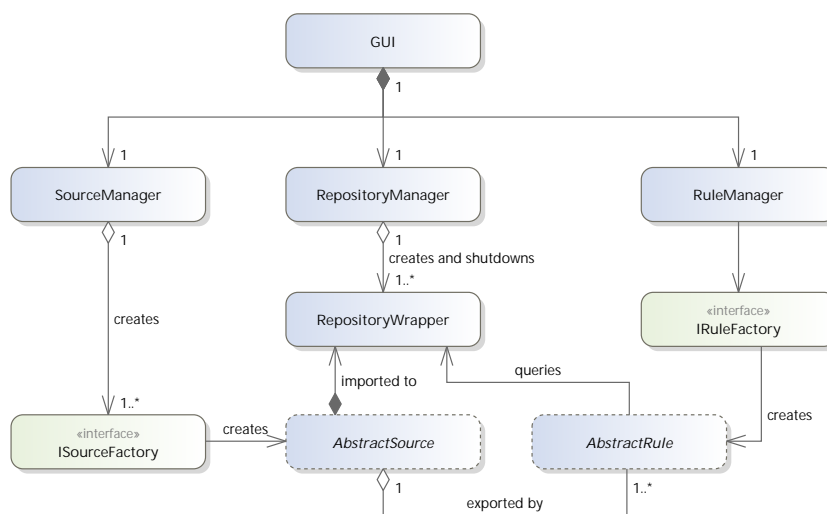 GUI
1
1
1
1
SourceManager
RepositoryManager
RuleManager
1
1
creates and shutdowns
1..*
«interface»
IRuleFactory
creates
RepositoryWrapper
queries
imported to
1..*
creates
«interface»
ISourceFactory
creates
AbstractSource
AbstractRule
1
1..*
exported by